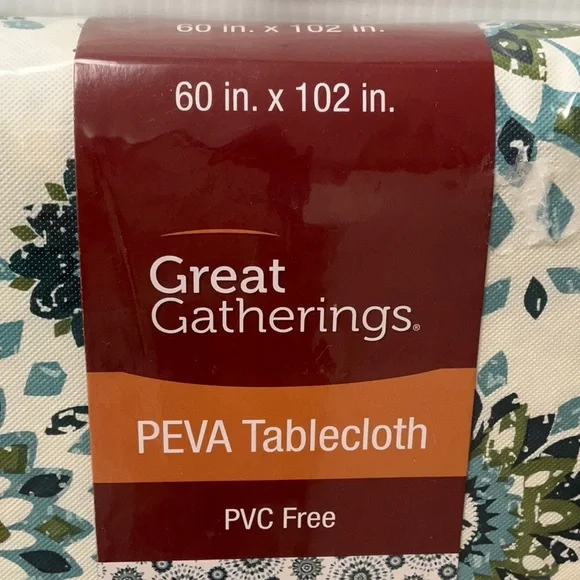 60 in. x 102 in.
60 in. x 102 in.
Great
Gatherings®
PEVA Tablecloth
PVC Free